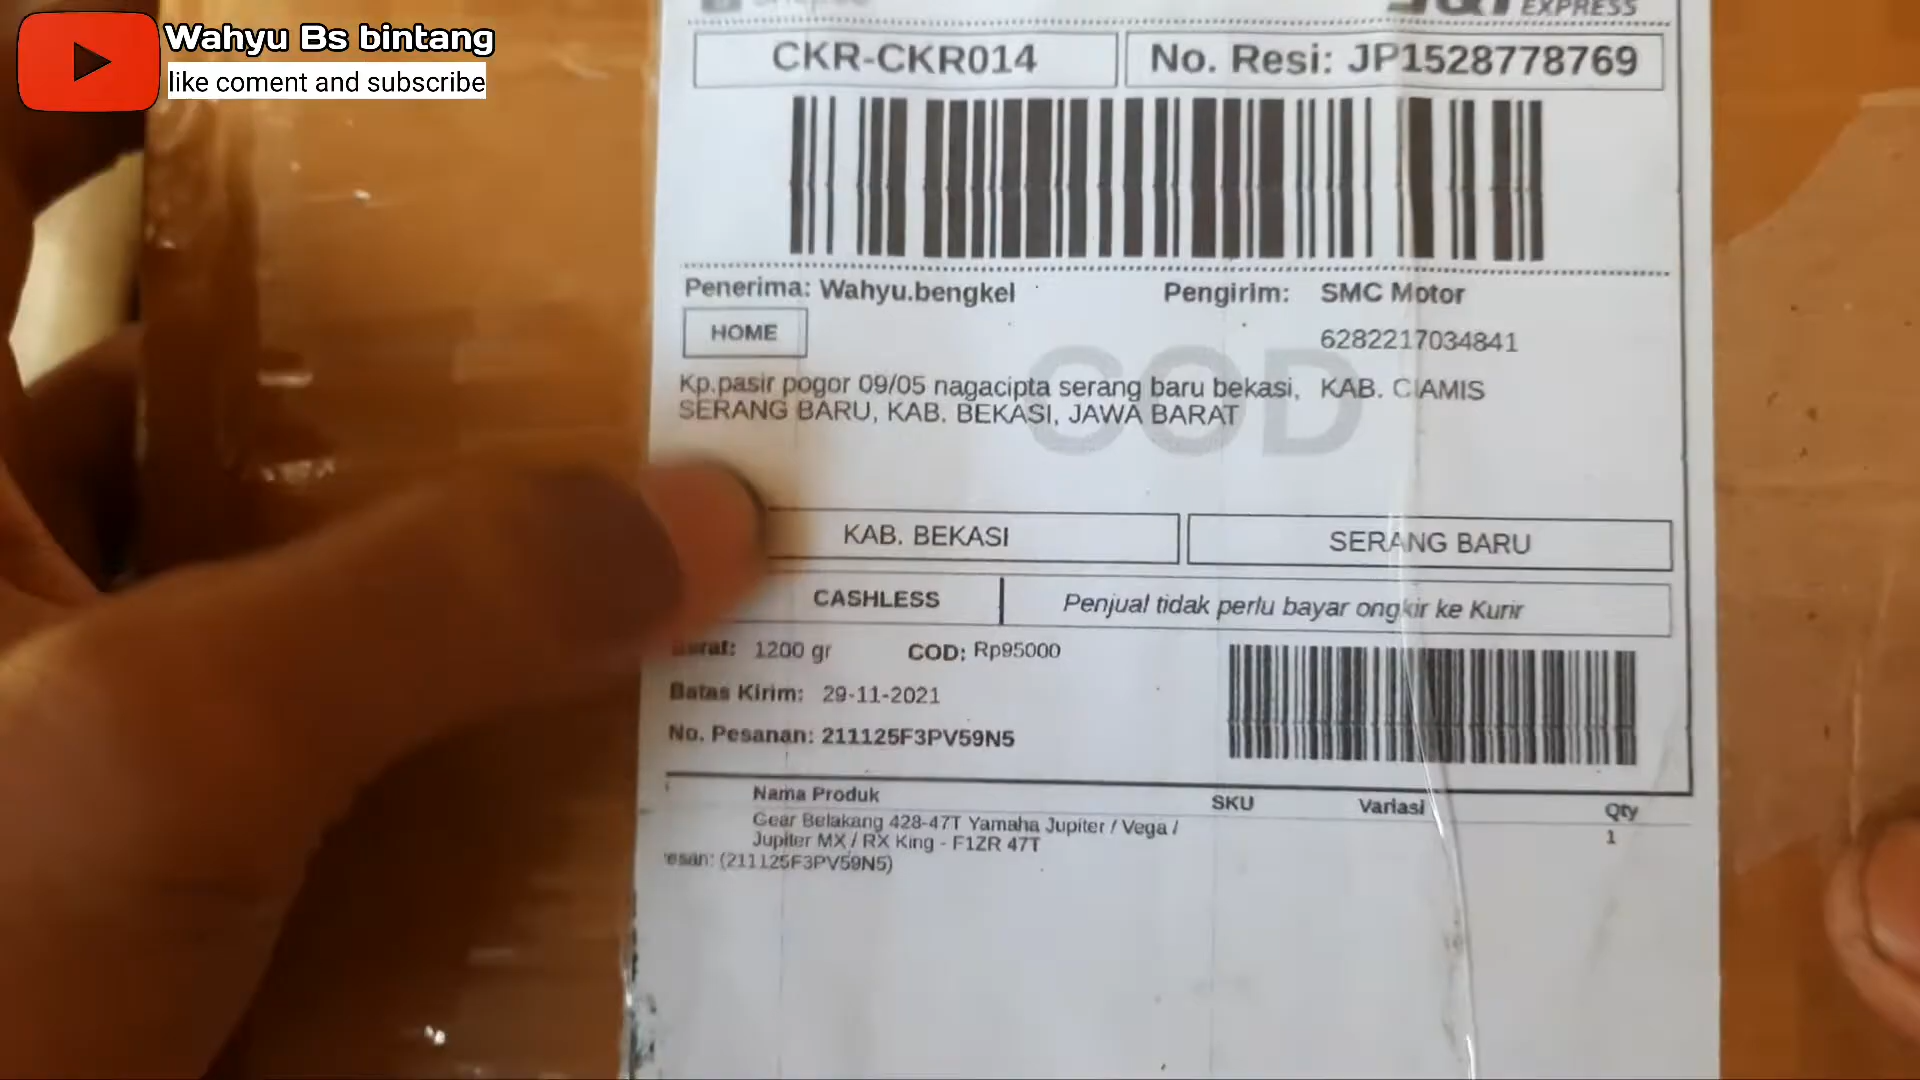 Wahyu Bs bintang
like coment and subscribe
EXPRESS
CKR-CKR014
No. Resi: JP1528778769
Penerima: Wahyu.bengkel
Pengirim: SMC Motor
HOME
6282217034841
COD
Kp.pasir pogor 09/05 nagacipta serang baru bekasi,
KAB. CIAMIS
SERANG BARU, KAB. BEKASI, JAWA BARAT
KAB. BEKASI
SERANG BARU
CASHLESS
Penjual tidak perlu bayar ongkir ke Kurir
1200 gr
COD: Rp95000
Batas Kirim: 29-11-2021
No. Pesanan: 211125F3PV59N5
Nama Produk
SKU
Variasi
Qty
Gear Belakang 428-47T Yamaha Jupiter / Vega /
Jupiter MX / RX King - F1ZR 47T
1
esan: (211125F3PV59N5)